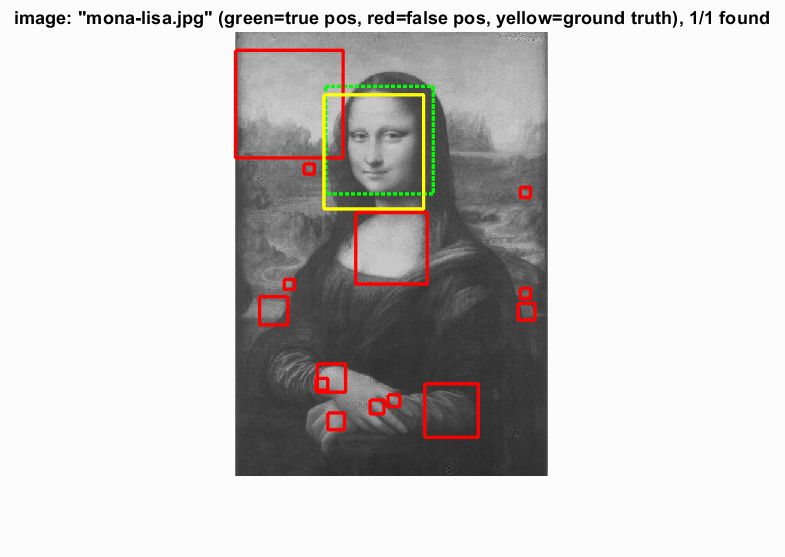 image: "mona-lisa.jpg" (green=true pos, red=false pos, yellow=ground truth), 1/1 found